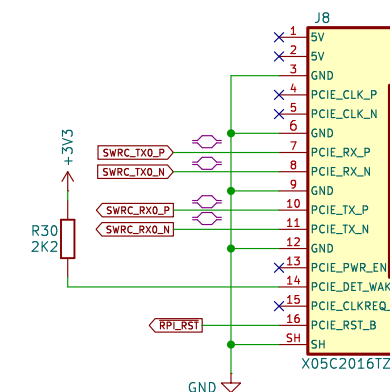 J8
1 5V
2 5V
3 GND
4 PCIE_CLK_P
5 PCIE_CLK_N
6 GND
SWRC_TX0_P 7 PCIE_RX_P
SWRC_TX0_N 8 PCIE_RX_N
9 GND
SWRC_RX0_P 10 PCIE_TX_P
SWRC_RX0_N 11 PCIE_TX_N
12 GND
13 PCIE_PWR_EN
14 PCIE_DET_WAK
15 PCIE_CLKREQ_
RPI_RST 16 PCIE_RST_B
SH SH
X05C2016TZ
+3V3
R30
2K2
GND